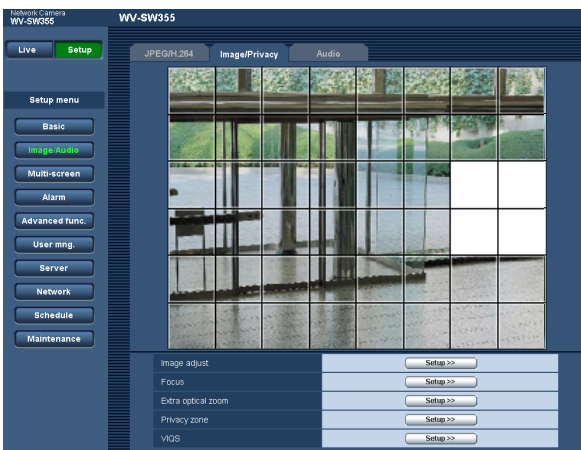 Network Camera
WV-SW355
WV-SW355
Live Setup
JPEG/H.264 Image/Privacy Audio
Setup menu
Basic
Image/Audio
Multi-screen
Alarm
Advanced func.
User mng.
Server
Network
Schedule
Maintenance
Image adjust Setup >>
Focus Setup >>
Extra optical zoom Setup >>
Privacy zone Setup >>
VIQS Setup >>